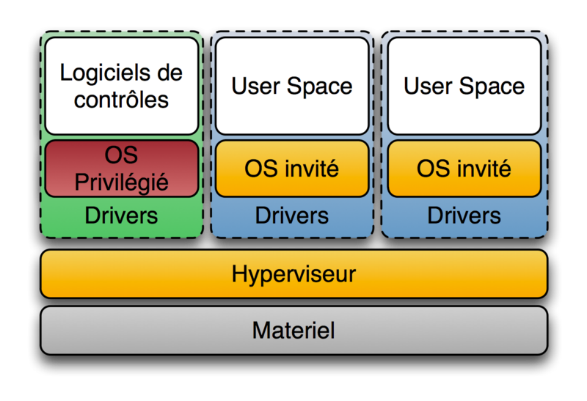 Logiciels de
contrôles
User Space
User Space
OS
Privilégié
OS invité
OS invité
Drivers
Drivers
Drivers
Hyperviseur
Materiel